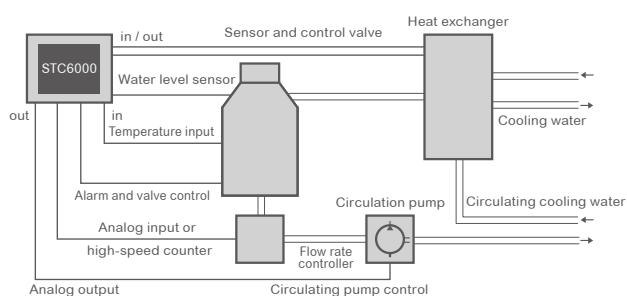 Heat exchanger
in / out
Sensor and control valve
STC6000
Water level sensor
out
in
Temperature input
Cooling water
Alarm and valve control
Circulation pump
Circulating cooling water
Analog input or
high-speed counter
Flow rate
controller
Analog output
Circulating pump control